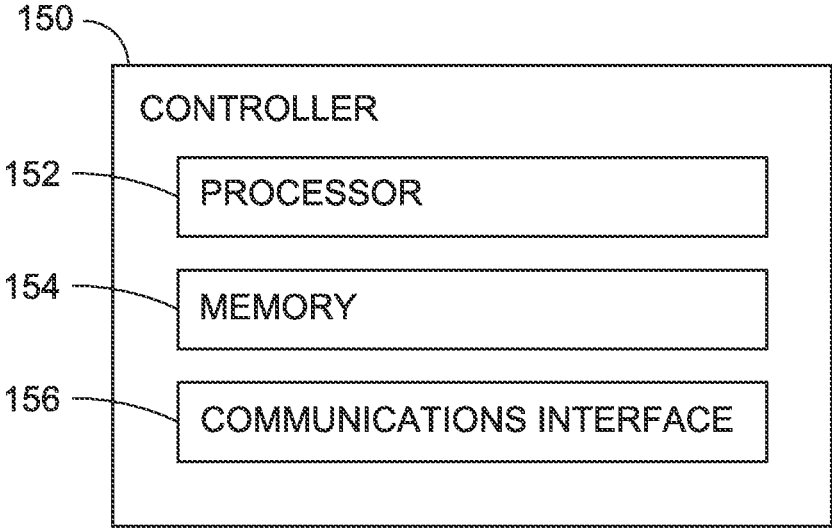 150
CONTROLLER
152
PROCESSOR
154
MEMORY
156
COMMUNICATIONS INTERFACE